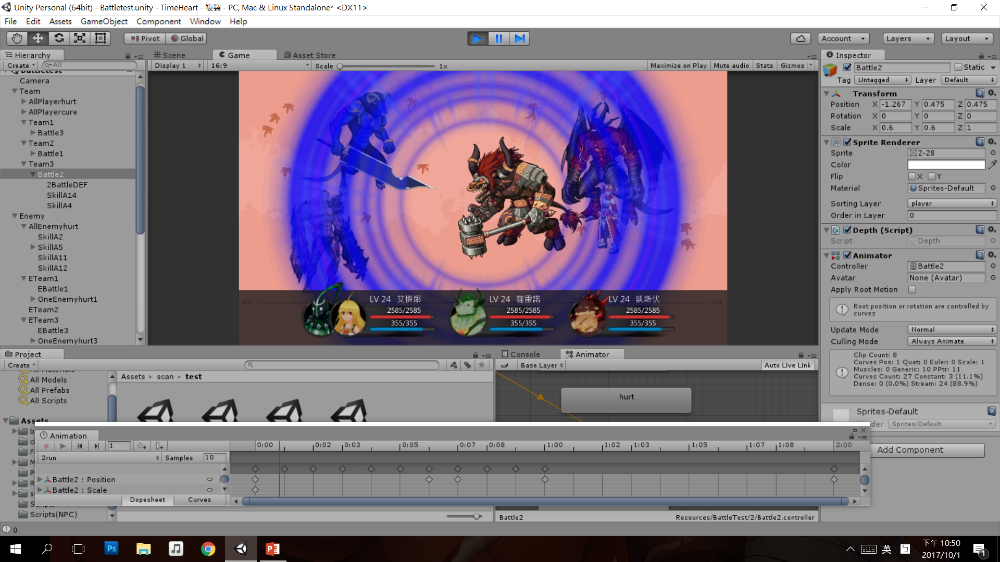 Unity Personal (64bit) - Battletest.unity - TimeHeart - 複製 - PC, Mac & Linux Standalone* <DX11>
File Edit Assets GameObject Component Window Help
Pivot Global Account Layers Layout
Hierarchy
Create All
Battletest
Camera
Team
AllPlayerhurt
AllPlayercure
Team1
Battle3
Team2
Battle1
Team3
Battle2
2BattleDEF
SkillA14
SkillA4
Enemy
AllEnemyhurt
SkillA2
SkillA5
SkillA11
SkillA12
ETeam1
EBattle1
OneEnemyhurt1
ETeam2
ETeam3
EBattle3
OneEnemyhurt3
Scene Game Asset Store
Display 1 16:9 Scale 1x Maximize on Play Mute audio Stats Gizmos
LV 24 艾憐娜 LV 24 薩雷諾 LV 24 凱斯伏
2585/2585 2585/2585 2585/2585
355/355 355/355 355/355
Inspector
Battle2 Static
Tag Untagged Layer Default
Transform
Position X -1.267 Y 0.475 Z 0.475
Rotation X 0 Y 0 Z 0
Scale X 0.6 Y 0.6 Z 1
Sprite Renderer
Sprite 2-28
Color
Flip X Y
Material Sprites-Default
Sorting Layer player
Order in Layer 0
Depth (Script)
Script Depth
Animator
Controller Battle2
Avatar None (Avatar)
Apply Root Motion
Root position or rotation are controlled by
curves
Update Mode Normal
Culling Mode Always Animate
Clip Count: 8
Curves Pos: 1 Quat: 0 Euler: 0 Scale: 1
Muscles: 0 Generic: 10 PPtr: 11
Curves Count: 27 Constant: 3 (11.1%)
Dense: 0 (0.0%) Stream: 24 (88.9%)
Sprites-Default
Sprites/Default
Add Component
Project
Create
All Models
All Prefabs
All Scripts
Assets
Scripts(NPC)
Assets scan test
Console Animator
Base Layer Auto Live Link
hurt
Battle2 Resources/BattleTest/2/Battle2.controller
Animation
1 0:00 0:02 0:03 0:05 0:07 0:08 1:00 1:02 1:03 1:05 1:07 1:08 2:00
2run Samples 10
Battle2 : Position
Battle2 : Scale
Dopesheet Curves
0
Ps
英
下午 10:50
2017/10/1
1